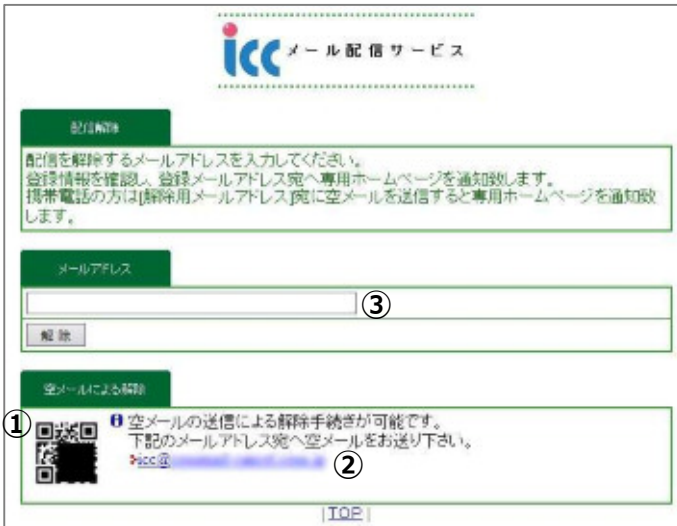 icc メール配信サービス
配信解除
配信を解除するメールアドレスを入力してください。
登録情報を確認し、登録メールアドレス宛へ専用ホームページを通知致します。
携帯電話の方は[解除用メールアドレス]宛に空メールを送信すると専用ホームページを通知致
します。
メールアドレス
③
解除
空メールによる解除
①
空メールの送信による解除手続きが可能です。
下記のメールアドレス宛へ空メールをお送り下さい。
icc@
②
|TOP|